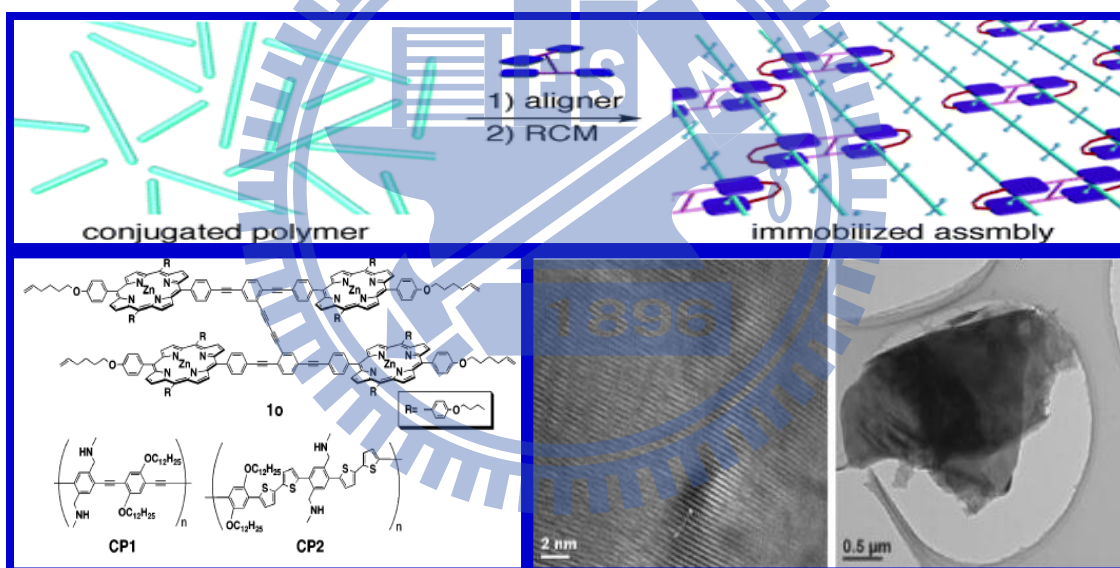 1) aligner
2) RCM
conjugated polymer
immobilized assmbly
R R
Zn N N N N Zn N N N N
O O
R R
R R
Zn N N N N Zn N N N N
O O
R R
1o
R= O
NH OC₁₂H₂₅ n
NH OC₁₂H₂₅
CP1
HN OC₁₂H₂₅ S S S S n
OC₁₂H₂₅ NH
CP2
1896
2 nm
0.5 µm